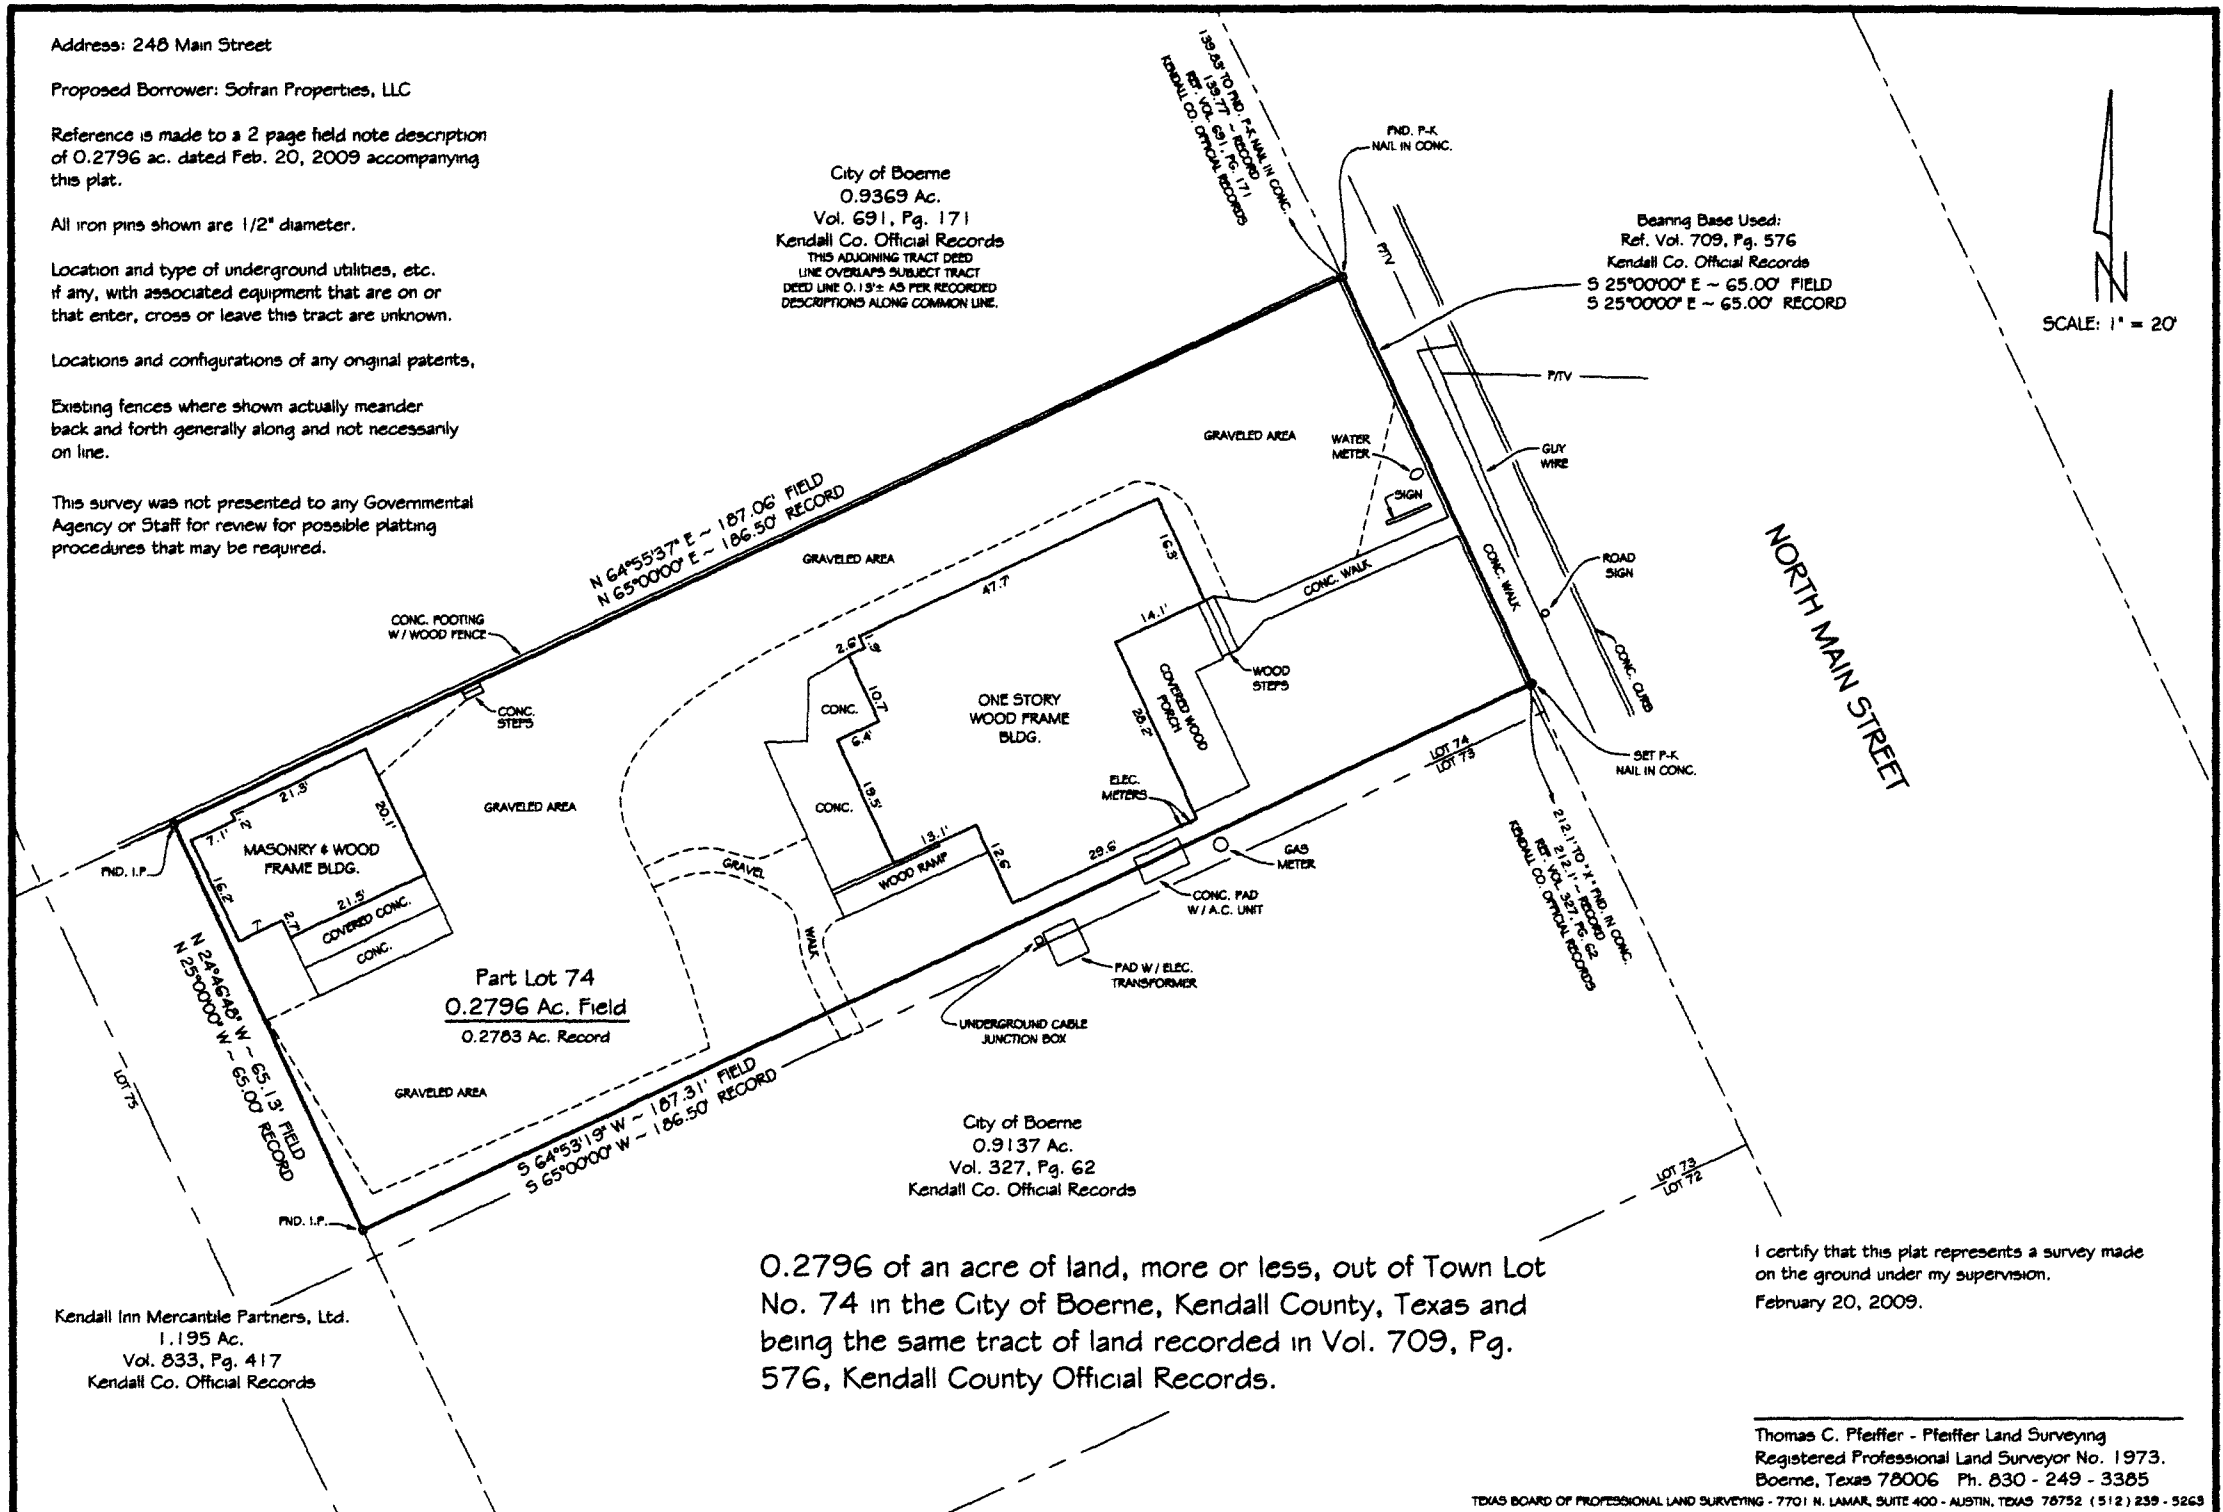 Address: 248 Main Street
Proposed Borrower: Sofran Properties, LLC
Reference is made to a 2 page field note description
of 0.2796 ac. dated Feb. 20, 2009 accompanying
this plat.
All iron pins shown are 1/2" diameter.
Location and type of underground utilities, etc.
if any, with associated equipment that are on or
that enter, cross or leave this tract are unknown.
Locations and configurations of any original patents,
Existing fences where shown actually meander
back and forth generally along and not necessarily
on line.
This survey was not presented to any Governmental
Agency or Staff for review for possible platting
procedures that may be required.
City of Boerne
0.9369 Ac.
Vol. 691, Pg. 171
Kendall Co. Official Records
THIS ADJOINING TRACT DEED
LINE OVERLAPS SUBJECT TRACT
DEED LINE 0.13'± AS PER RECORDED
DESCRIPTIONS ALONG COMMON LINE.
139.83' TO FND. P-K NAIL IN CONC.
139.77' ~ RECORD
REF. VOL. 691, PG. 171
KENDALL CO. OFFICIAL RECORDS
FND. P-K
NAIL IN CONC.
P/TV
Bearing Base Used:
Ref. Vol. 709, Pg. 576
Kendall Co. Official Records
S 25°00'00" E ~ 65.00' FIELD
S 25°00'00" E ~ 65.00' RECORD
N
SCALE: 1" = 20'
P/TV
GUY
WIRE
ROAD
SIGN
CONC. CURB
CONC. WALK
NORTH MAIN STREET
GRAVELED AREA
WATER
METER
SIGN
CONC. WALK
N 64°55'37" E ~ 187.06' FIELD
N 65°00'00" E ~ 186.50' RECORD
GRAVELED AREA
CONC. FOOTING
W / WOOD FENCE
CONC.
STEPS
47.7'
16.3'
14.1'
2.6'
1.9'
10.7'
6.4'
19.5'
13.1'
12.6'
29.6'
28.2'
CONC.
CONC.
ONE STORY
WOOD FRAME
BLDG.
COVERED WOOD
PORCH
WOOD
STEPS
ELEC.
METERS
WOOD RAMP
GRAVEL
WALK
GRAVELED AREA
LOT 74
LOT 73
SET P-K
NAIL IN CONC.
212.1' TO "X" FND. IN CONC.
212.1' ~ RECORD
REF. VOL. 327, PG. 62
KENDALL CO. OFFICIAL RECORDS
GAS
METER
CONC. PAD
W / A.C. UNIT
PAD W / ELEC.
TRANSFORMER
UNDERGROUND CABLE
JUNCTION BOX
FND. I.P.
21.3'
1.2'
7.1'
20.1'
MASONRY & WOOD
FRAME BLDG.
16.2'
7'
2.7'
21.5'
COVERED CONC.
CONC.
N 24°46'48" W ~ 65.13' FIELD
N 25°00'00" W ~ 65.00' RECORD
Part Lot 74
0.2796 Ac. Field
0.2783 Ac. Record
GRAVELED AREA
LOT 75
S 64°53'19" W ~ 187.31' FIELD
S 65°00'00" W ~ 186.50' RECORD
FND. I.P.
City of Boerne
0.9137 Ac.
Vol. 327, Pg. 62
Kendall Co. Official Records
LOT 73
LOT 72
Kendall Inn Mercantile Partners, Ltd.
1.195 Ac.
Vol. 833, Pg. 417
Kendall Co. Official Records
0.2796 of an acre of land, more or less, out of Town Lot
No. 74 in the City of Boerne, Kendall County, Texas and
being the same tract of land recorded in Vol. 709, Pg.
576, Kendall County Official Records.
I certify that this plat represents a survey made
on the ground under my supervision.
February 20, 2009.
Thomas C. Pfeiffer - Pfeiffer Land Surveying
Registered Professional Land Surveyor No. 1973.
Boerne, Texas 78006 Ph. 830 - 249 - 3385
TEXAS BOARD OF PROFESSIONAL LAND SURVEYING - 7701 N. LAMAR, SUITE 400 - AUSTIN, TEXAS 78752 ( 512 ) 239 - 5263